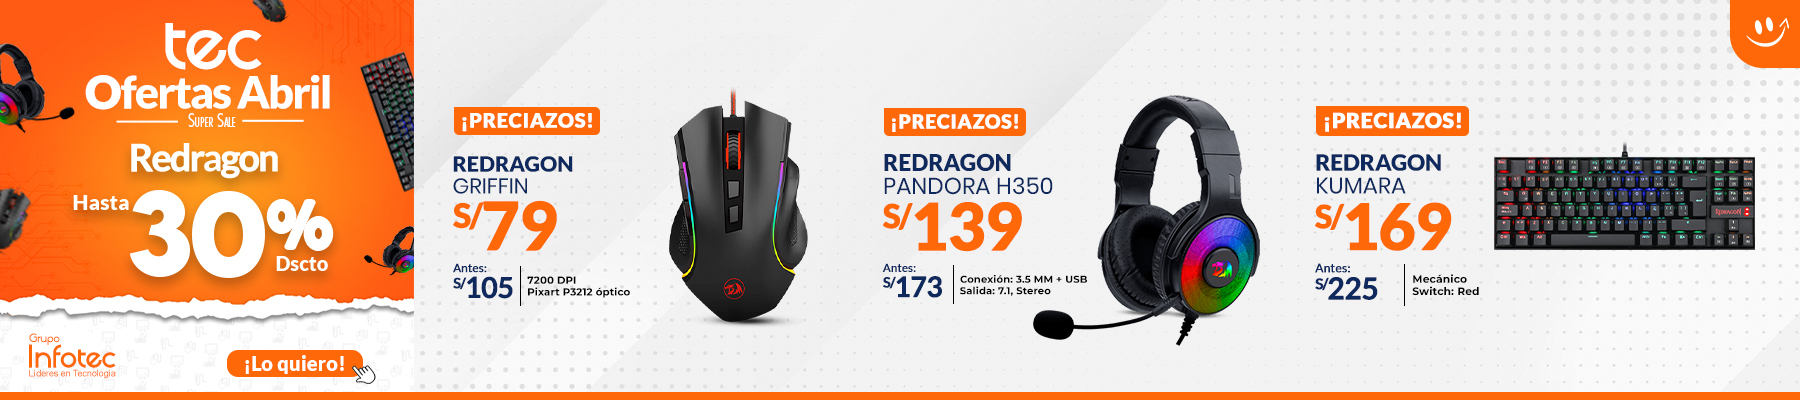 tec
Ofertas Abril
SUPER SALE
Redragon
Hasta
30%
Dscto
Grupo
Infotec
Líderes en Tecnología
¡Lo quiero!
¡PRECIAZOS!
REDRAGON
GRIFFIN
S/79
Antes:
S/105
7200 DPI
Pixart P3212 óptico
¡PRECIAZOS!
REDRAGON
PANDORA H350
S/139
Antes:
S/173
Conexión: 3.5 MM + USB
Salida: 7.1, Stereo
¡PRECIAZOS!
REDRAGON
KUMARA
S/169
Antes:
S/225
Mecánico
Switch: Red